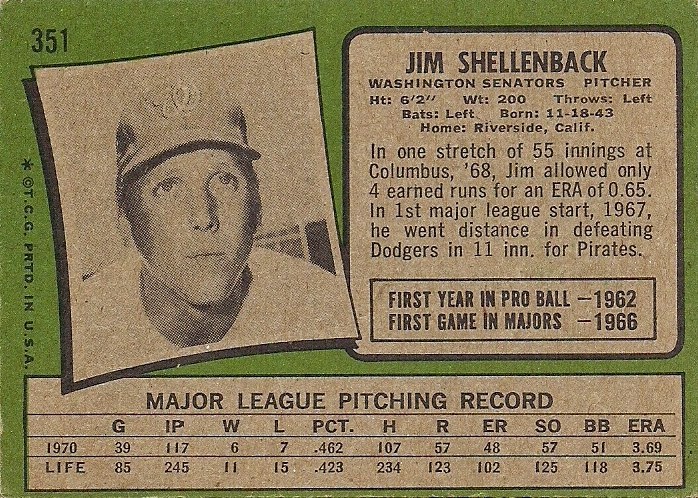 351
* ©T.C.G. PRTD. IN U.S.A.
JIM SHELLENBACK
WASHINGTON SENATORS PITCHER
Ht: 6'2" Wt: 200 Throws: Left
Bats: Left Born: 11-18-43
Home: Riverside, Calif.
In one stretch of 55 innings at
Columbus, '68, Jim allowed only
4 earned runs for an ERA of 0.65.
In 1st major league start, 1967,
he went distance in defeating
Dodgers in 11 inn. for Pirates.
FIRST YEAR IN PRO BALL —1962
FIRST GAME IN MAJORS —1966
MAJOR LEAGUE PITCHING RECORD
G IP W L PCT. H R ER SO BB ERA
1970 39 117 6 7 .462 107 57 48 57 51 3.69
LIFE 85 245 11 15 .423 234 123 102 125 118 3.75